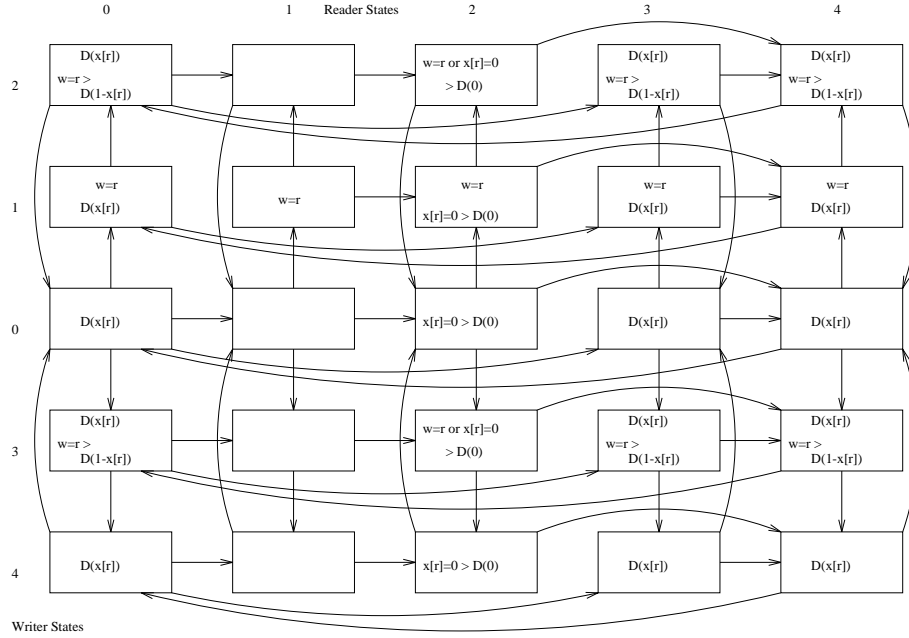 0 1 Reader States 2 3 4
2
D(x[r])
w=r >
D(1-x[r])
w=r or x[r]=0
> D(0)
D(x[r])
w=r >
D(1-x[r])
D(x[r])
w=r >
D(1-x[r])
1
w=r
D(x[r])
w=r
w=r
x[r]=0 > D(0)
w=r
D(x[r])
w=r
D(x[r])
0
D(x[r])
x[r]=0 > D(0)
D(x[r])
D(x[r])
3
D(x[r])
w=r >
D(1-x[r])
w=r or x[r]=0
> D(0)
D(x[r])
w=r >
D(1-x[r])
D(x[r])
w=r >
D(1-x[r])
4
D(x[r])
x[r]=0 > D(0)
D(x[r])
D(x[r])
Writer States